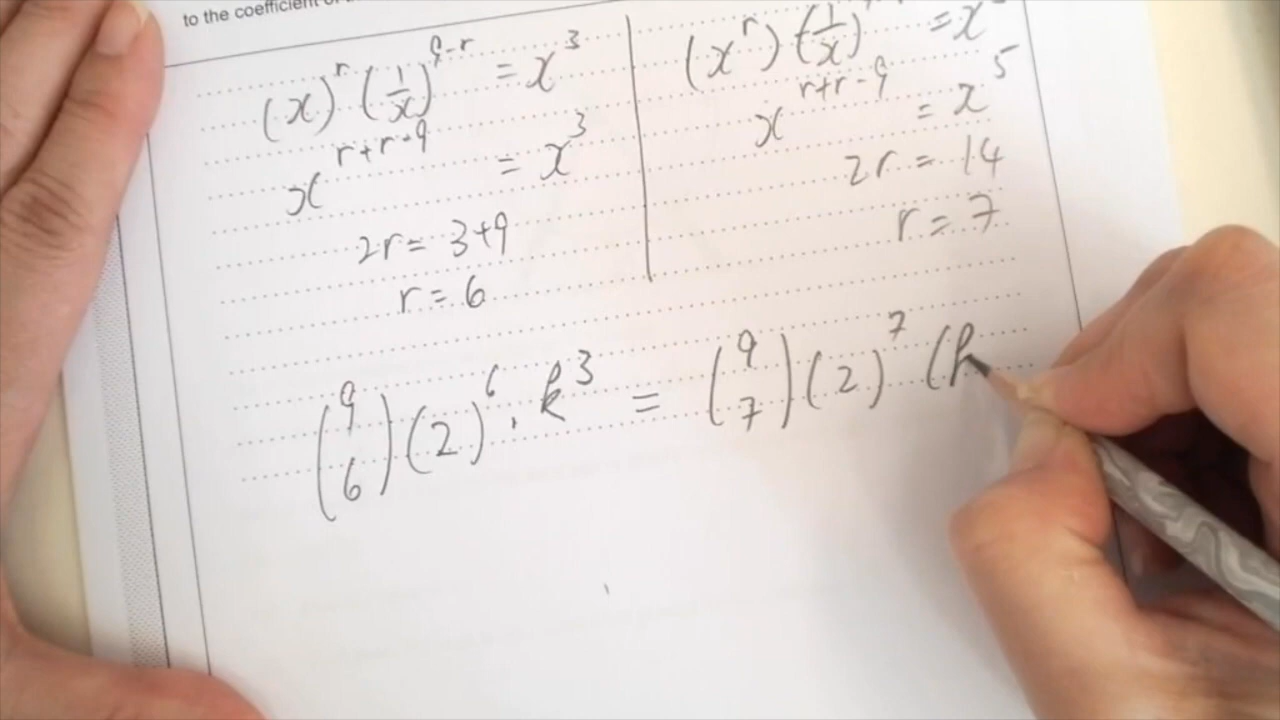 to the coefficient
(x)^r (1/x)^{9-r} = x^3
x^{r+r-9} = x^3
2r = 3+9
r = 6
(x^r) (1/x) = x
x^{r+r-9} = x^5
2r = 14
r = 7
(9 6)(2)^6 . k^3 = (9 7)(2)^7 (k